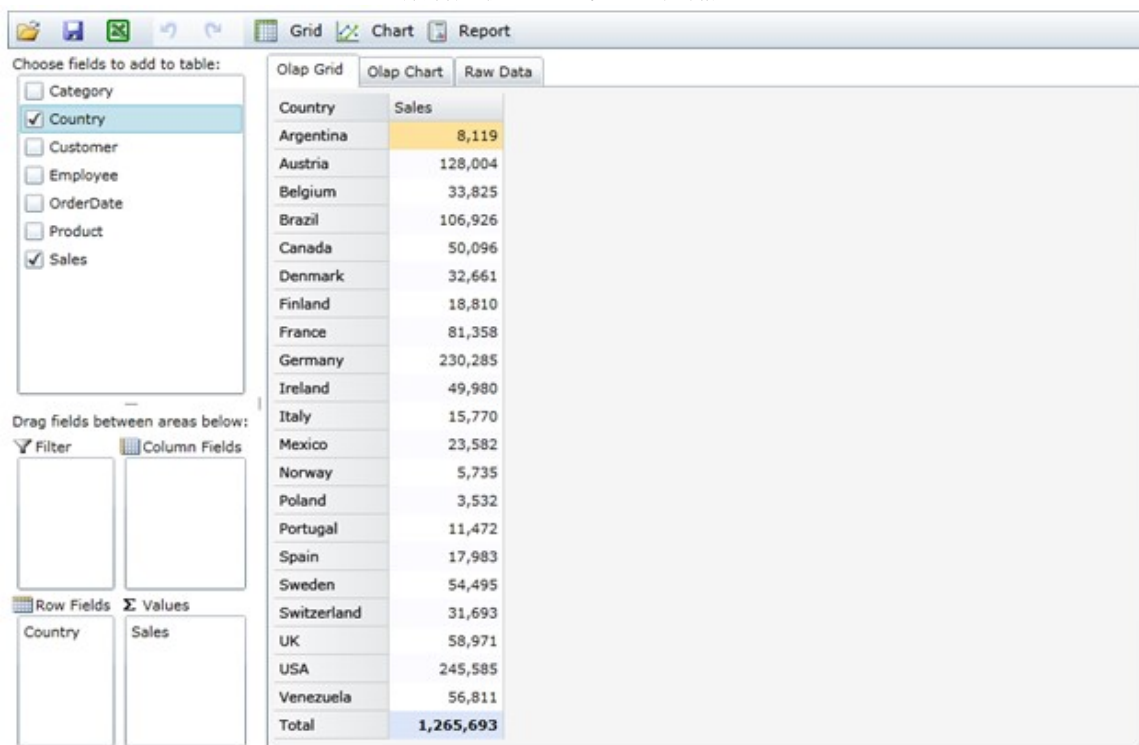 Grid Chart Report
Choose fields to add to table:
Category
Country
Customer
Employee
OrderDate
Product
Sales
Drag fields between areas below:
Filter Column Fields
Row Fields Σ Values
Country Sales
Olap Grid Olap Chart Raw Data
Country Sales
Argentina 8,119
Austria 128,004
Belgium 33,825
Brazil 106,926
Canada 50,096
Denmark 32,661
Finland 18,810
France 81,358
Germany 230,285
Ireland 49,980
Italy 15,770
Mexico 23,582
Norway 5,735
Poland 3,532
Portugal 11,472
Spain 17,983
Sweden 54,495
Switzerland 31,693
UK 58,971
USA 245,585
Venezuela 56,811
Total 1,265,693